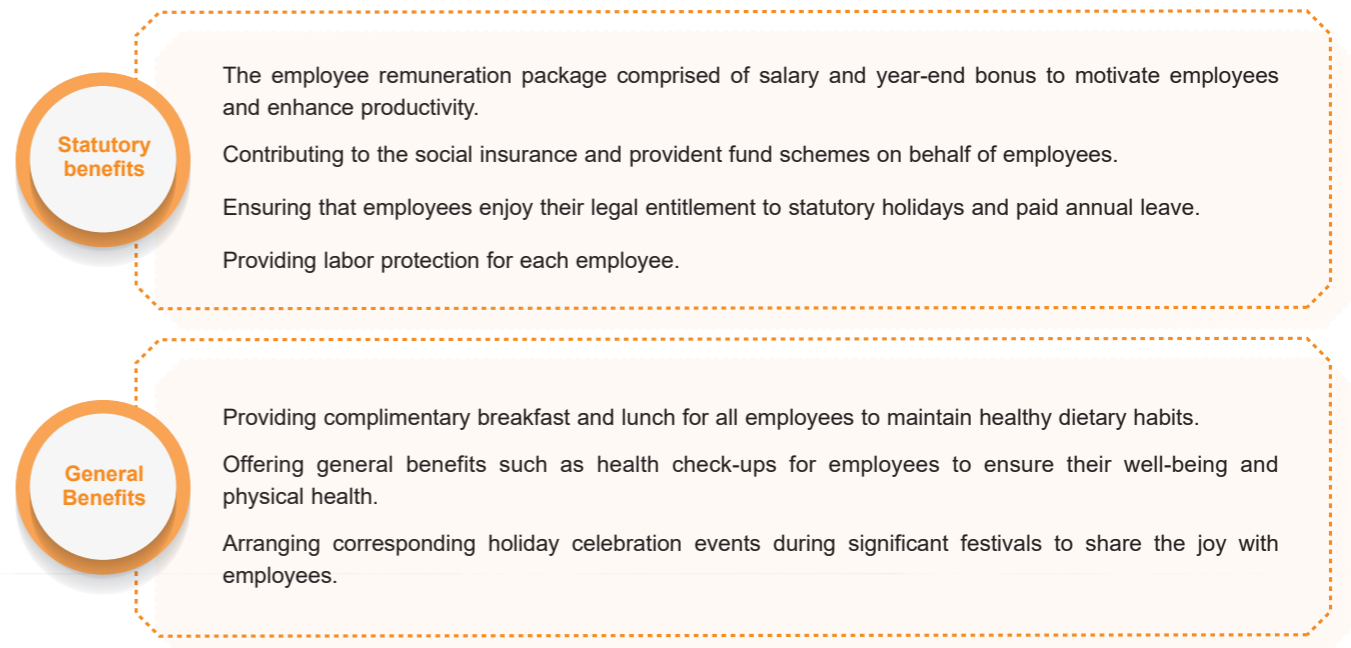 Statutory
benefits
The employee remuneration package comprised of salary and year-end bonus to motivate employees
and enhance productivity.
Contributing to the social insurance and provident fund schemes on behalf of employees.
Ensuring that employees enjoy their legal entitlement to statutory holidays and paid annual leave.
Providing labor protection for each employee.
General
Benefits
Providing complimentary breakfast and lunch for all employees to maintain healthy dietary habits.
Offering general benefits such as health check-ups for employees to ensure their well-being and
physical health.
Arranging corresponding holiday celebration events during significant festivals to share the joy with
employees.